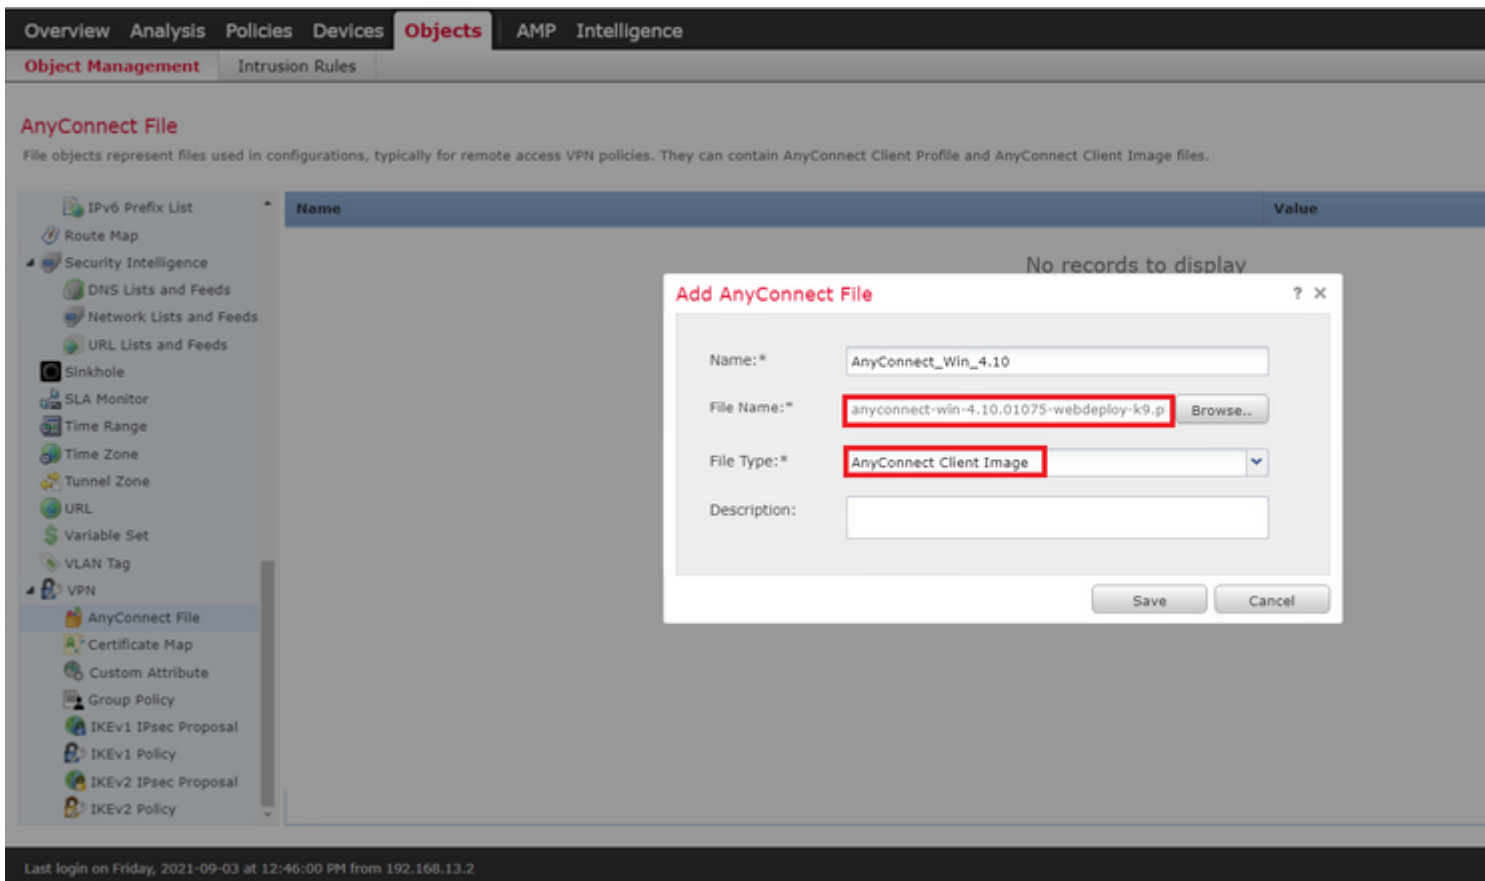 Overview Analysis Policies Devices Objects AMP Intelligence
Object Management Intrusion Rules
AnyConnect File
File objects represent files used in configurations, typically for remote access VPN policies. They can contain AnyConnect Client Profile and AnyConnect Client Image files.
IPv6 Prefix List
Route Map
Security Intelligence
DNS Lists and Feeds
Network Lists and Feeds
URL Lists and Feeds
Sinkhole
SLA Monitor
Time Range
Time Zone
Tunnel Zone
URL
Variable Set
VLAN Tag
VPN
AnyConnect File
Certificate Map
Custom Attribute
Group Policy
IKEv1 IPsec Proposal
IKEv1 Policy
IKEv2 IPsec Proposal
IKEv2 Policy
Name Value
No records to display
Add AnyConnect File ? ×
Name:* AnyConnect_Win_4.10
File Name:* anyconnect-win-4.10.01075-webdeploy-k9.p Browse..
File Type:* AnyConnect Client Image
Description:
Save Cancel
Last login on Friday, 2021-09-03 at 12:46:00 PM from 192.168.13.2